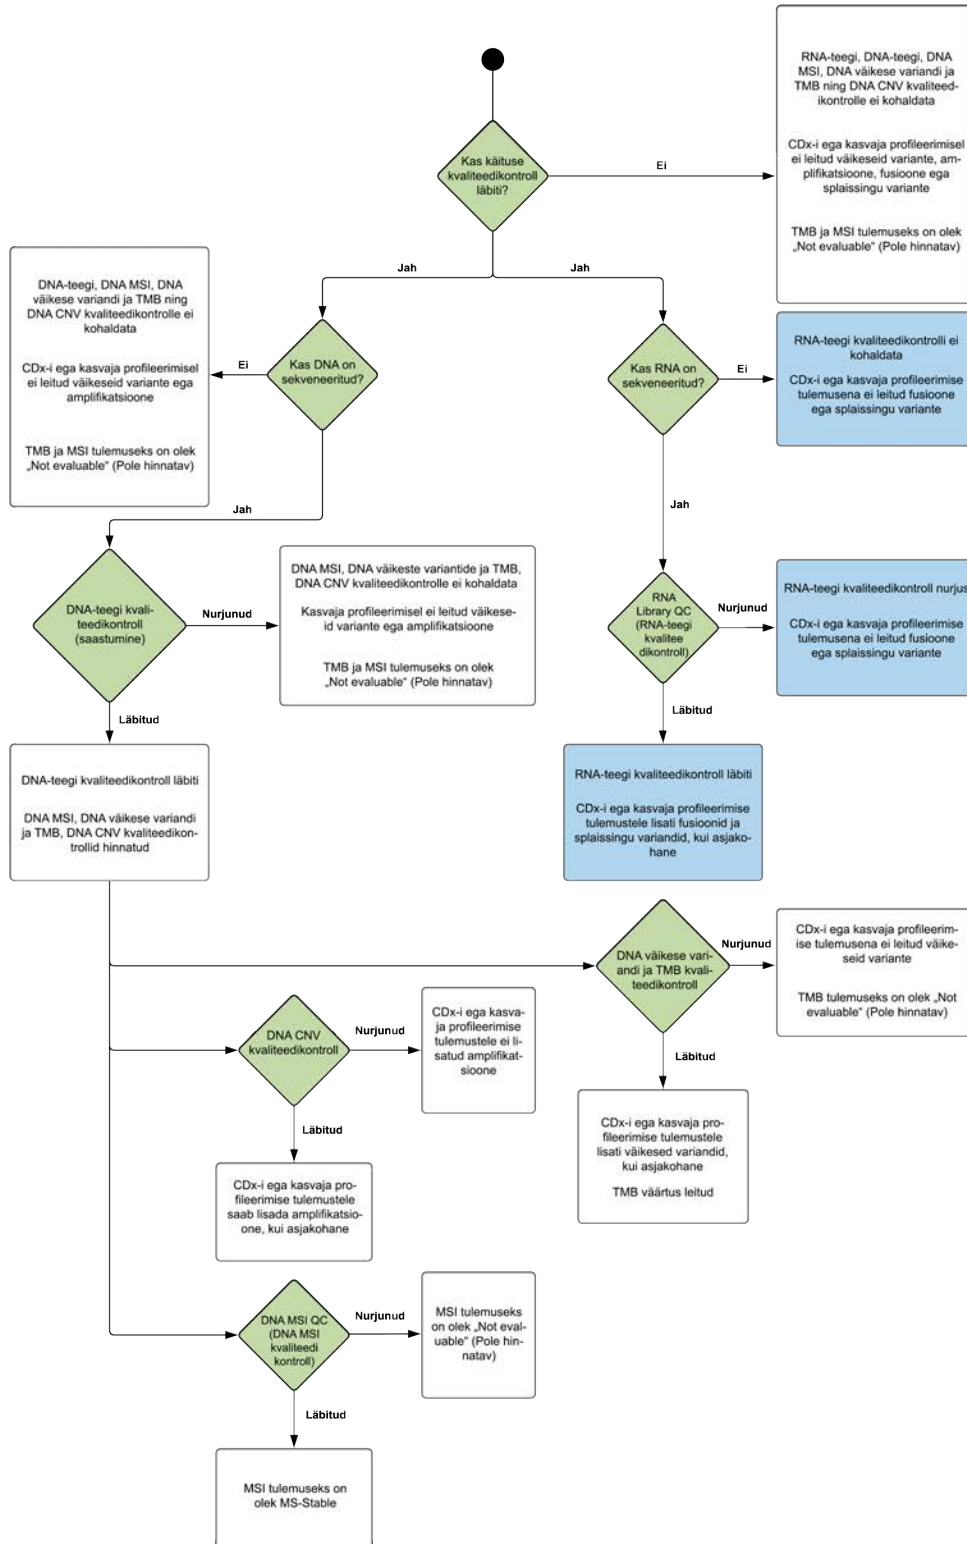 RNA-teegi, DNA-teegi, DNA
MSI, DNA väikese variandi ja
TMB ning DNA CNV kvaliteed-
ikontrolle ei kohaldata
CDx-i ega kasvaja profileerimisel
ei leitud väikeseid variante, am-
plifikatsioone, fusioone ega
splaissingu variante
TMB ja MSI tulemuseks on olek
„Not evaluable“ (Pole hinnatav)
Kas käituse
kvaliteedikontroll
läbiti?
Ei
Jah
Jah
DNA-teegi, DNA MSI, DNA
väikese variandi ja TMB ning
DNA CNV kvaliteedikontrolle ei
kohaldata
CDx-i ega kasvaja profileerimisel
ei leitud väikeseid variante ega
amplifikatsioone
TMB ja MSI tulemuseks on olek
„Not evaluable“ (Pole hinnatav)
Ei
Kas DNA on
sekveneeritud?
Kas RNA on
sekveneeritud?
Ei
RNA-teegi kvaliteedikontrolli ei
kohaldata
CDx-i ega kasvaja profileerimise
tulemusena ei leitud fusioone
ega splaissingu variante
Jah
Jah
DNA-teegi kvali-
teedikontroll
(saastumine)
Nurjunud
DNA MSI, DNA väikeste variantide ja TMB,
DNA CNV kvaliteedikontrolle ei kohaldata
Kasvaja profileerimisel ei leitud väikese-
id variante ega amplifikatsioone
TMB ja MSI tulemuseks on olek
„Not evaluable“ (Pole hinnatav)
RNA
Library QC
(RNA-teegi
kvalitee
dikontroll)
Nurjunud
RNA-teegi kvaliteedikontroll nurjus
CDx-i ega kasvaja profileerimise
tulemusena ei leitud fusioone
ega splaissingu variante
Läbitud
Läbitud
DNA-teegi kvaliteedikontroll läbiti
DNA MSI, DNA väikese variandi
ja TMB, DNA CNV kvaliteedikon-
trollid hinnatud
RNA-teegi kvaliteedikontroll läbiti
CDx-i ega kasvaja profileerimise
tulemustele lisati fusioonid ja
splaissingu variandid, kui asjako-
hane
DNA väikese vari-
andi ja TMB kvali-
teedikontroll
Nurjunud
CDx-i ega kasvaja profileerim-
ise tulemusena ei leitud väike-
seid variante
TMB tulemuseks on olek „Not
evaluable“ (Pole hinnatav)
Läbitud
CDx-i ega kasvaja pro-
fileerimise tulemustele
lisati väikesed variandid,
kui asjakohane
TMB väärtus leitud
DNA CNV
kvaliteedikontroll
Nurjunud
CDx-i ega kasva-
ja profileerimise
tulemustele ei li-
satud amplifikat-
sioone
Läbitud
CDx-i ega kasvaja pro-
fileerimise tulemustele
saab lisada amplifikatsio-
one, kui asjakohane
DNA MSI QC
(DNA MSI
kvaliteedi
kontroll)
Nurjunud
MSI tulemuseks
on olek „Not eval-
uable“ (Pole hin-
natav)
Läbitud
MSI tulemuseks on
olek MS-Stable